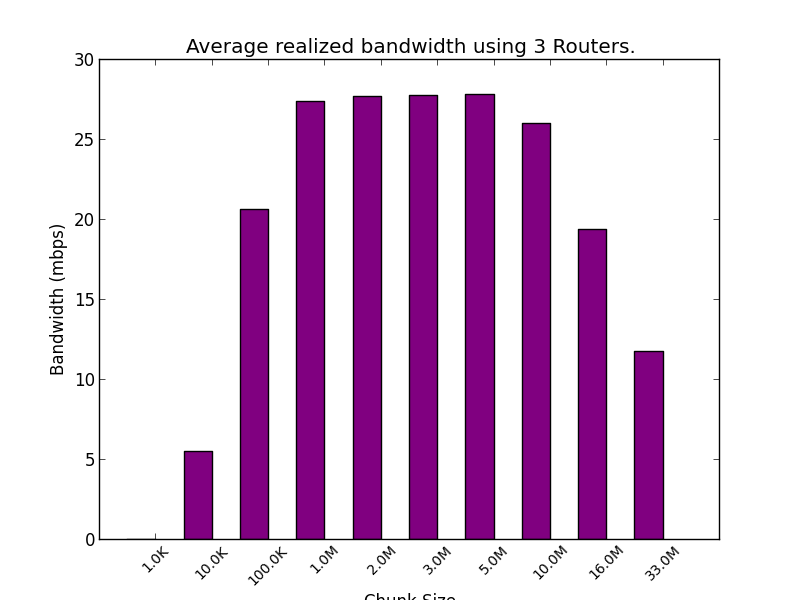 Average realized bandwidth using 3 Routers.
30
25
20
15
10
5
0
Bandwidth (mbps)
1.0K
10.0K
100.0K
1.0M
2.0M
3.0M
5.0M
10.0M
16.0M
33.0M
Chunk Size